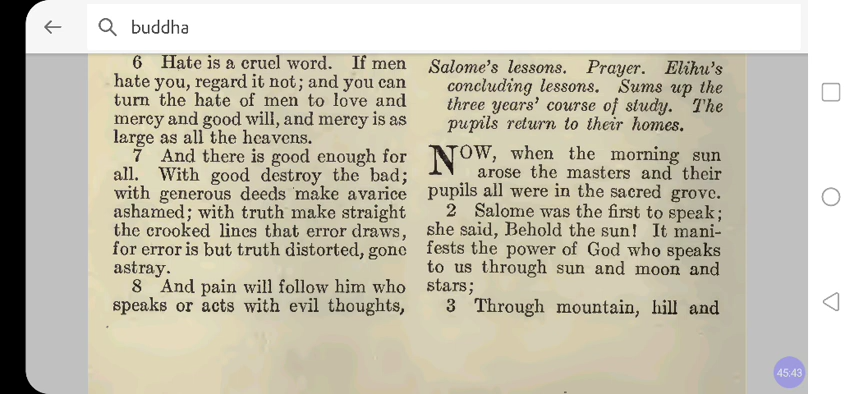 buddha
6 Hate is a cruel word. If men
hate you, regard it not; and you can
turn the hate of men to love and
mercy and good will, and mercy is as
large as all the heavens.
7 And there is good enough for
all. With good destroy the bad;
with generous deeds make avarice
ashamed; with truth make straight
the crooked lines that error draws,
for error is but truth distorted, gone
astray.
8 And pain will follow him who
speaks or acts with evil thoughts,
Salome's lessons. Prayer. Elihu's
concluding lessons. Sums up the
three years' course of study. The
pupils return to their homes.
NOW, when the morning sun
arose the masters and their
pupils all were in the sacred grove.
2 Salome was the first to speak;
she said, Behold the sun! It mani-
fests the power of God who speaks
to us through sun and moon and
stars;
3 Through mountain, hill and
45:43